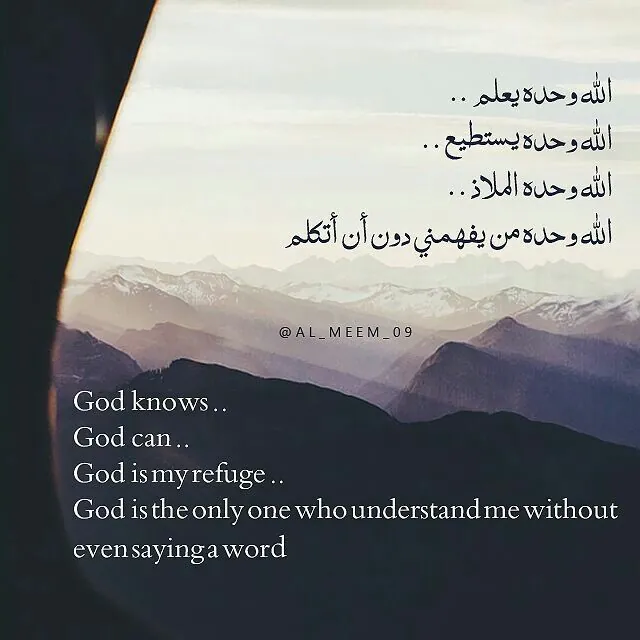 الله وحده يعلم ..
الله وحده يستطيع ..
الله وحده الملاذ ..
الله وحده من يفهمني دون أن أتكلم
@AL_MEEM_09
God knows ..
God can ..
God is my refuge ..
God is the only one who understand me without
even saying a word